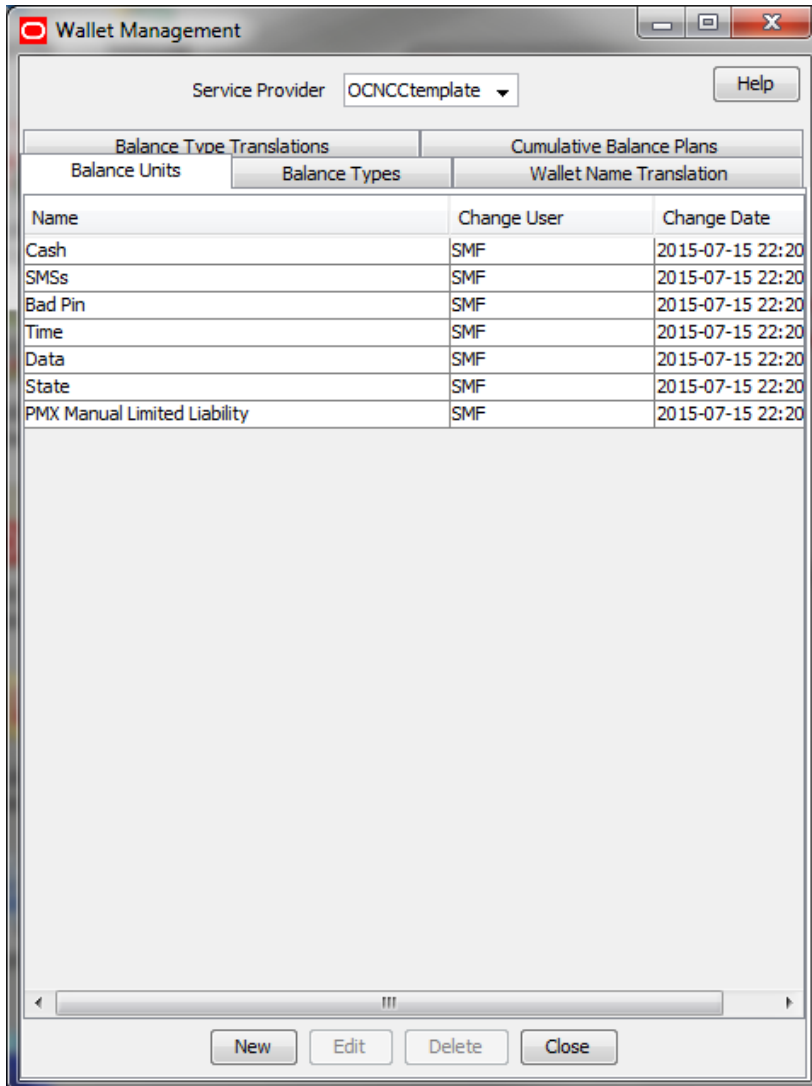 Wallet Management
Service Provider OCNCCtemplate Help
Balance Type Translations Cumulative Balance Plans
Balance Units Balance Types Wallet Name Translation
Name Change User Change Date
Cash SMF 2015-07-15 22:20
SMSs SMF 2015-07-15 22:20
Bad Pin SMF 2015-07-15 22:20
Time SMF 2015-07-15 22:20
Data SMF 2015-07-15 22:20
State SMF 2015-07-15 22:20
PMX Manual Limited Liability SMF 2015-07-15 22:20
New Edit Delete Close